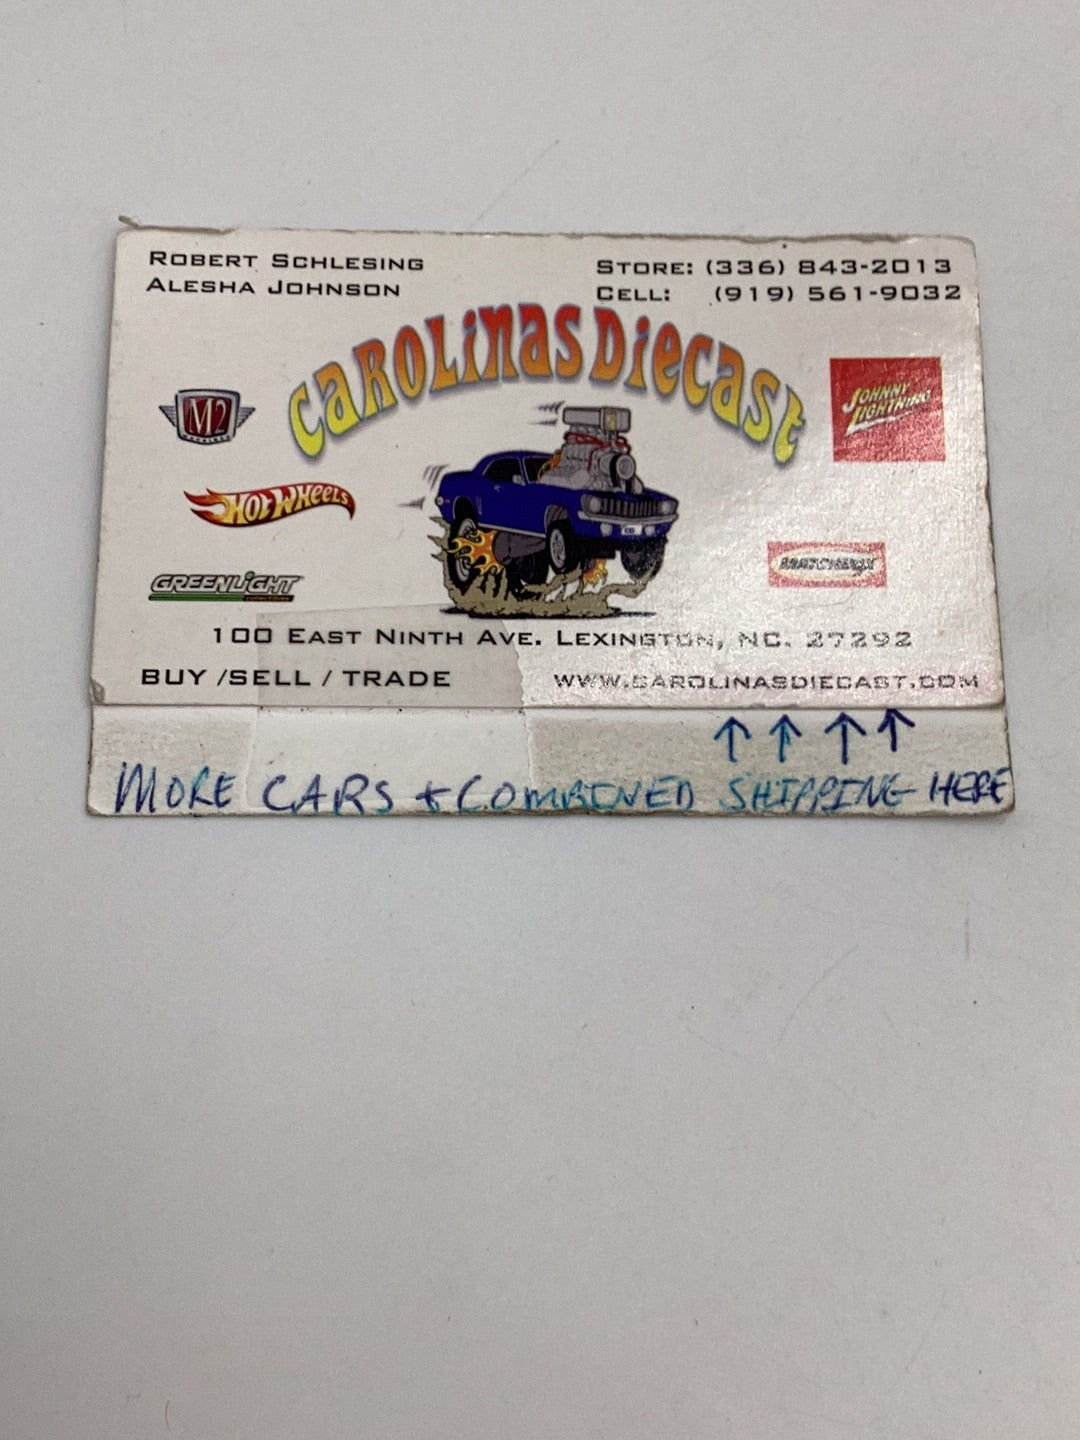 ROBERT SCHLESING
ALESHA JOHNSON
STORE: (336) 843-2013
CELL: (919) 561-9032
CAROLINAS DIECAST
M2
MACHINES
HOT WHEELS
GREENLIGHT
JOHNNY
LIGHTNING
MATCHBOX
100 EAST NINTH AVE. LEXINGTON, NC. 27292
BUY /SELL / TRADE
WWW.CAROLINASDIECAST.COM
↑ ↑ ↑ ↑
MORE CARS + COMBINED SHIPPING HERE